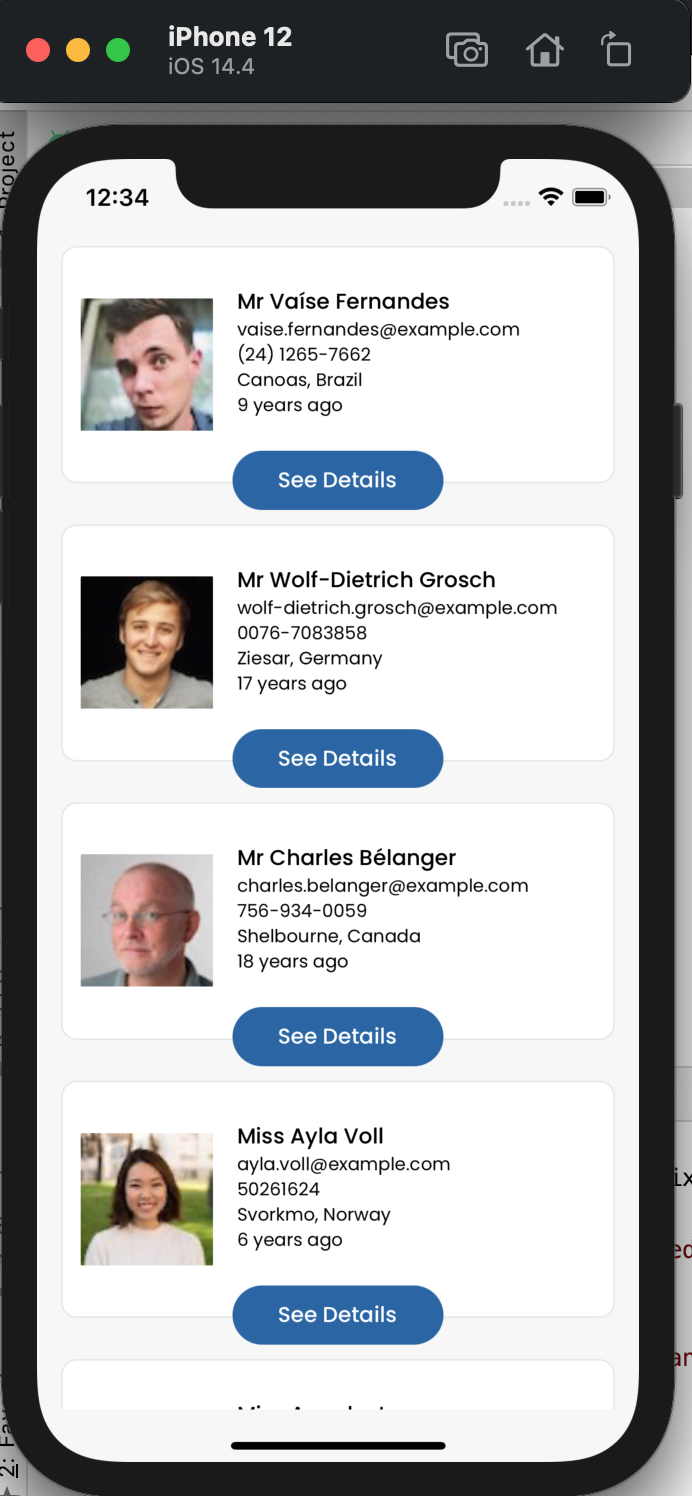 iPhone 12
iOS 14.4
Project
12:34
Mr Vaíse Fernandes
vaise.fernandes@example.com
(24) 1265-7662
Canoas, Brazil
9 years ago
See Details
Mr Wolf-Dietrich Grosch
wolf-dietrich.grosch@example.com
0076-7083858
Ziesar, Germany
17 years ago
See Details
Mr Charles Bélanger
charles.belanger@example.com
756-934-0059
Shelbourne, Canada
18 years ago
See Details
Miss Ayla Voll
ayla.voll@example.com
50261624
Svorkmo, Norway
6 years ago
See Details
2: